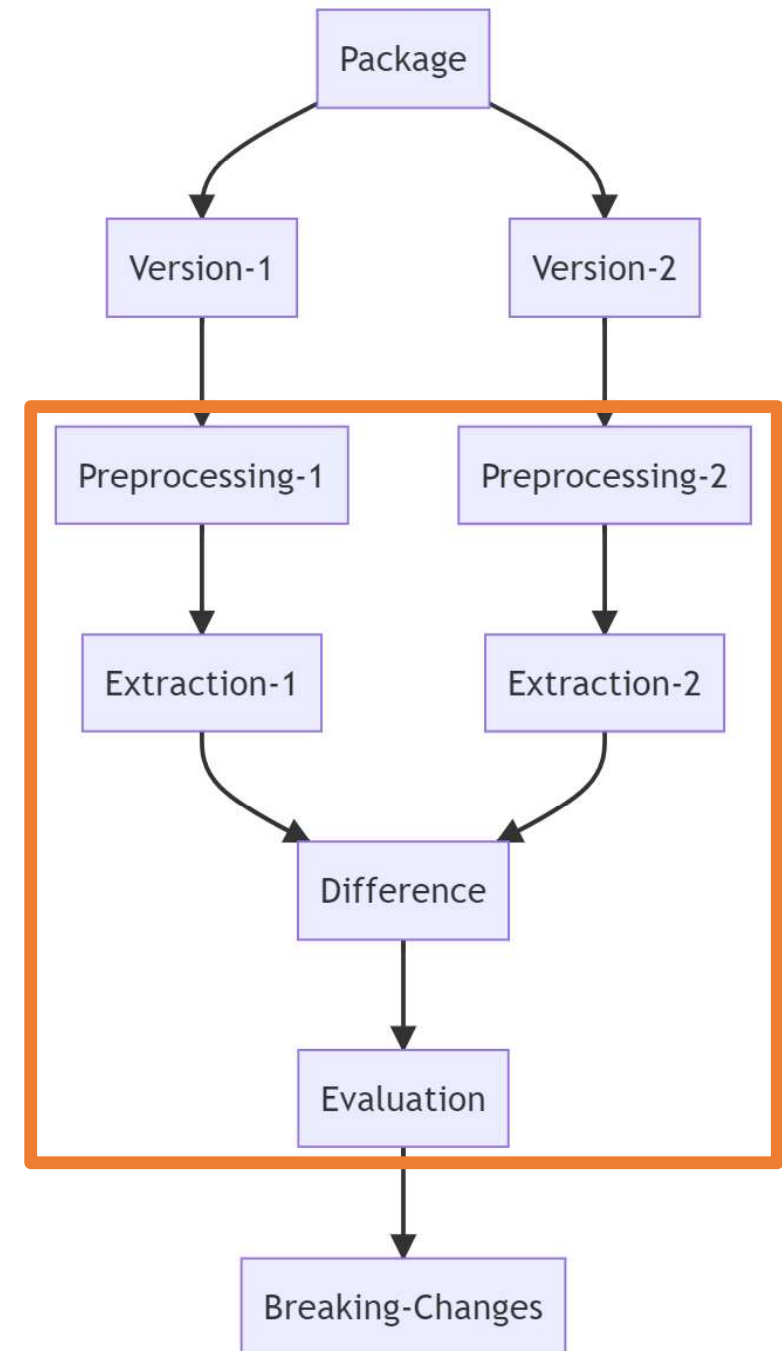 Package
Version-1
Version-2
Preprocessing-1
Preprocessing-2
Extraction-1
Extraction-2
Difference
Evaluation
Breaking-Changes